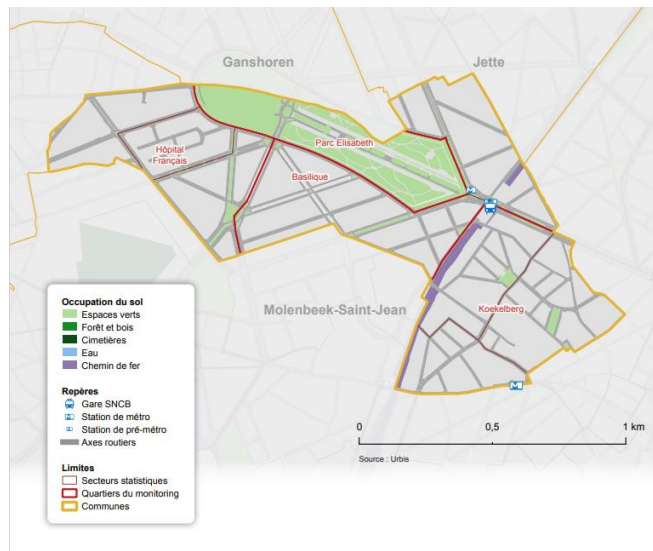 Ganshoren
Jette
Parc Elisabeth
Hôpital
Français
Basilique
M
M
Molenbeek-Saint-Jean
Koekelberg
Occupation du sol
Espaces verts
Forêt et bois
Cimetières
Eau
Chemin de fer
Repères
Gare SNCB
Station de métro
Station de pré-métro
Axes routiers
Limites
Secteurs statistiques
Quartiers du monitoring
Communes
0
0,5
1 km
Source : Urbis